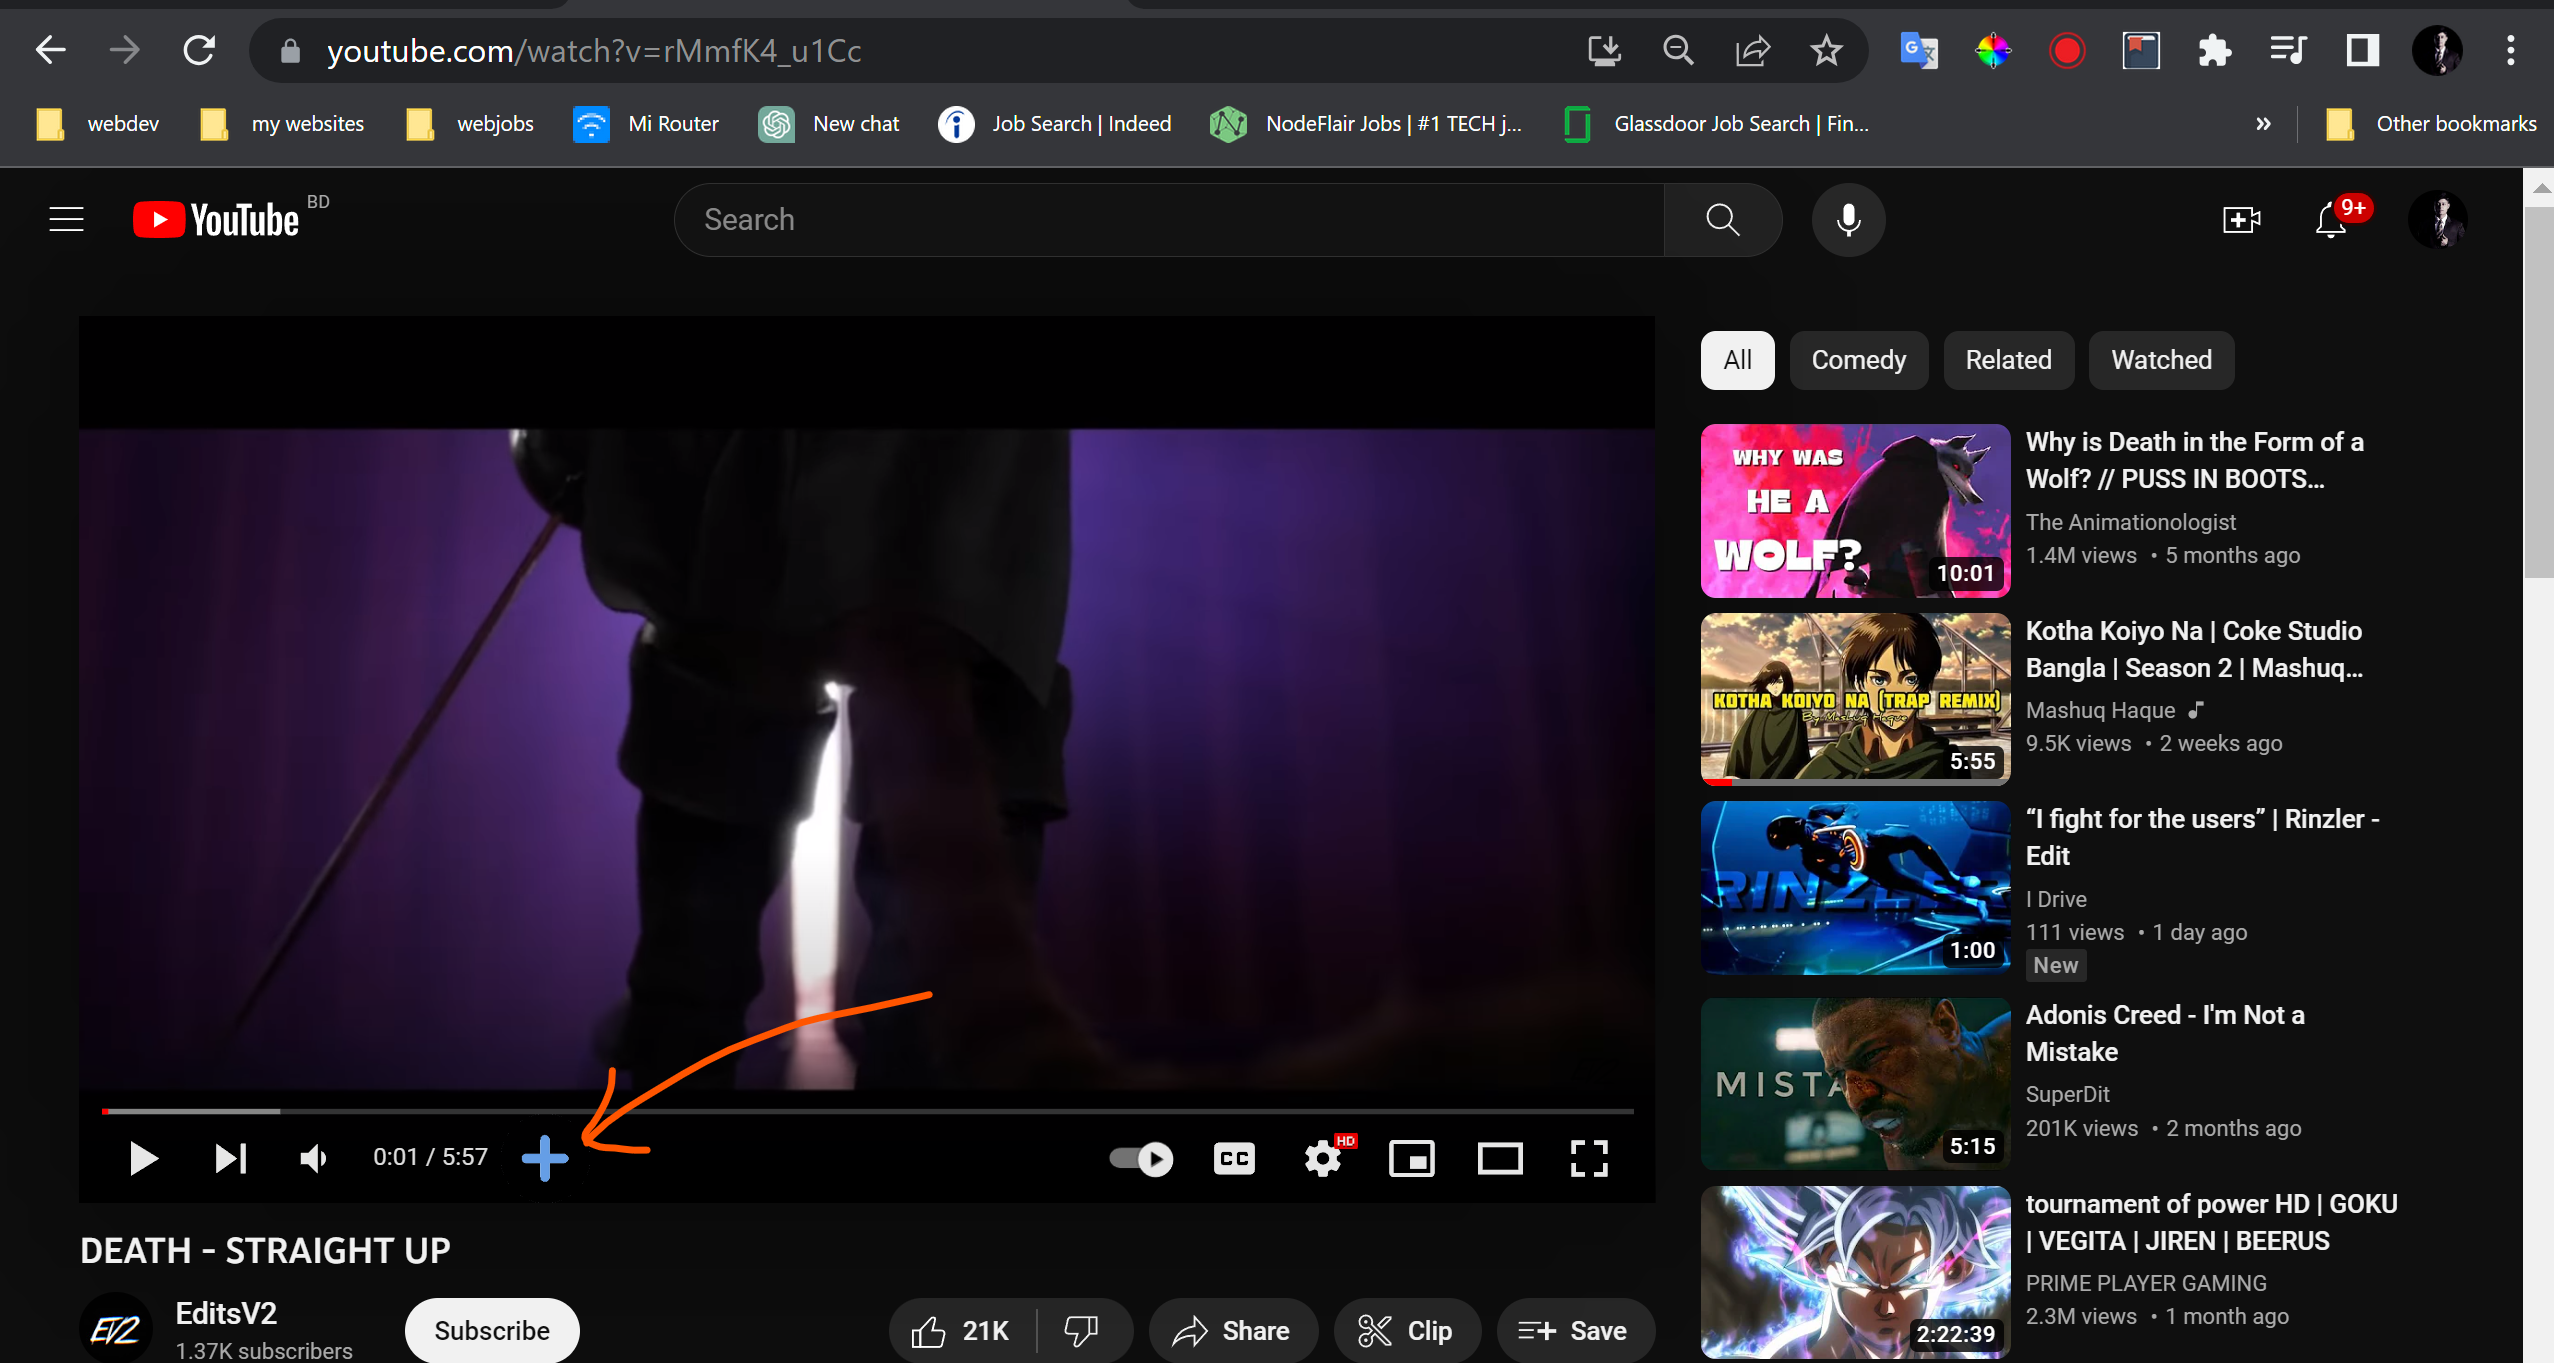 youtube.com/watch?v=rMmfK4_u1Cc
webdev my websites webjobs Mi Router New chat Job Search | Indeed NodeFlair Jobs | #1 TECH j... Glassdoor Job Search | Fin... » Other bookmarks
YouTube BD
Search
9+
All Comedy Related Watched
WHY WAS
HE A
WOLF?
10:01
Why is Death in the Form of a
Wolf? // PUSS IN BOOTS...
The Animationologist
1.4M views • 5 months ago
KOTHA KOIYO NA (TRAP REMIX)
By Mashuq Haque
5:55
Kotha Koiyo Na | Coke Studio
Bangla | Season 2 | Mashuq...
Mashuq Haque
9.5K views • 2 weeks ago
RINZLER
1:00
“I fight for the users” | Rinzler -
Edit
I Drive
111 views • 1 day ago
New
MISTA
5:15
Adonis Creed - I'm Not a
Mistake
SuperDit
201K views • 2 months ago
2:22:39
tournament of power HD | GOKU
| VEGITA | JIREN | BEERUS
PRIME PLAYER GAMING
2.3M views • 1 month ago
0:01 / 5:57
CC
HD
DEATH - STRAIGHT UP
EV2
EditsV2
1.37K subscribers
Subscribe
21K
Share
Clip
Save